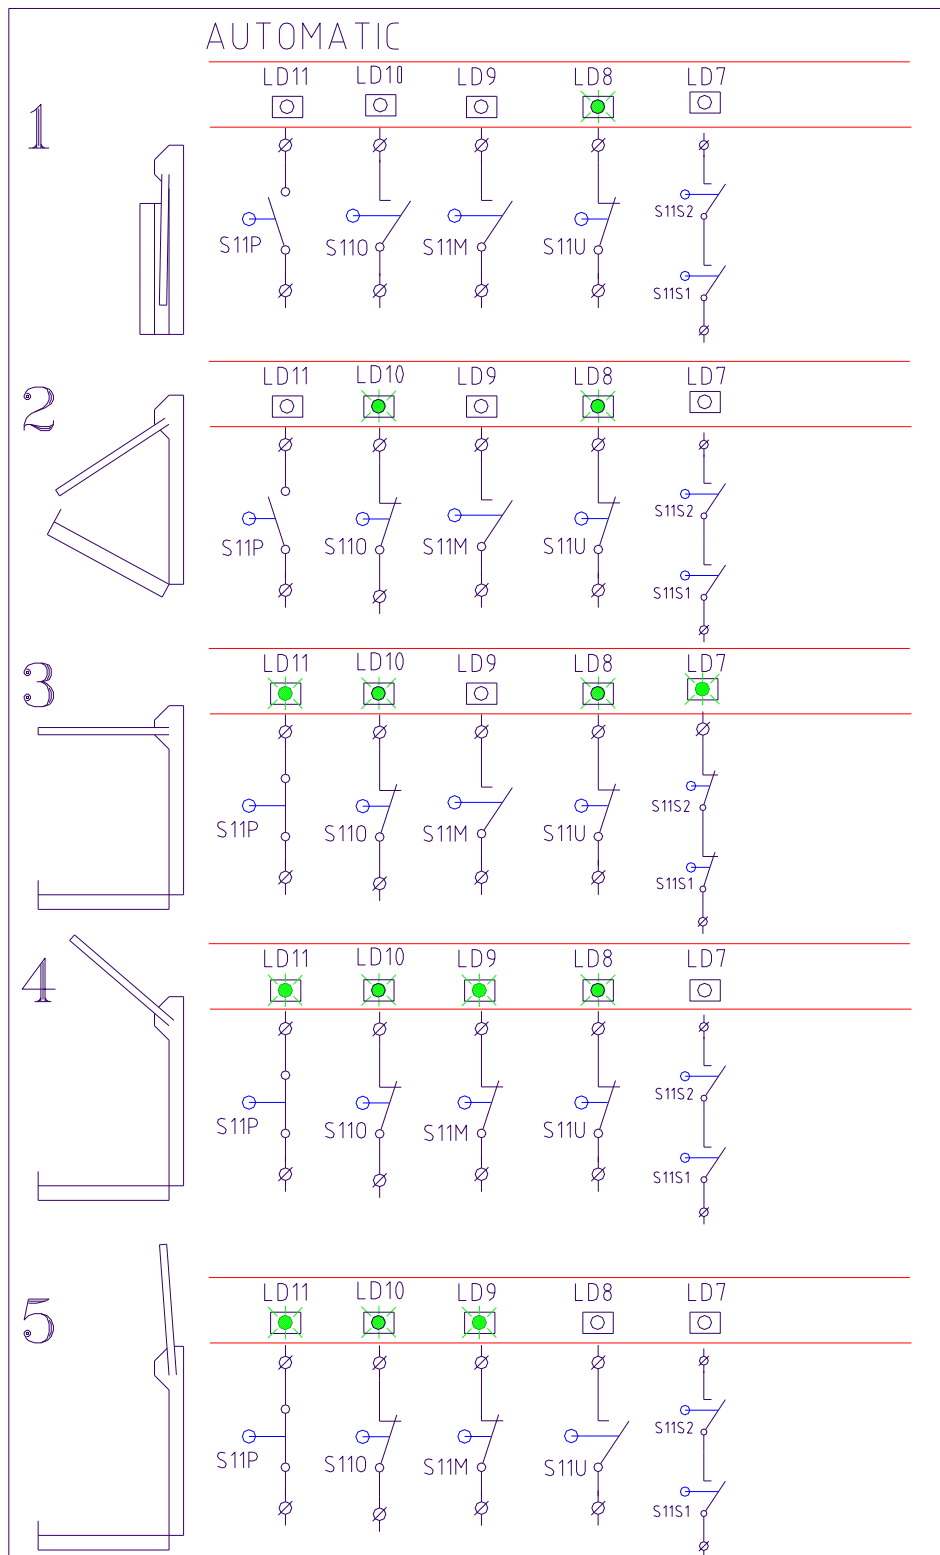 AUTOMATIC
1
LD11 LD10 LD9 LD8 LD7
S11P S11O S11M S11U S11S2
S11S1
2
LD11 LD10 LD9 LD8 LD7
S11P S11O S11M S11U S11S2
S11S1
3
LD11 LD10 LD9 LD8 LD7
S11P S11O S11M S11U S11S2
S11S1
4
LD11 LD10 LD9 LD8 LD7
S11P S11O S11M S11U S11S2
S11S1
5
LD11 LD10 LD9 LD8 LD7
S11P S11O S11M S11U S11S2
S11S1